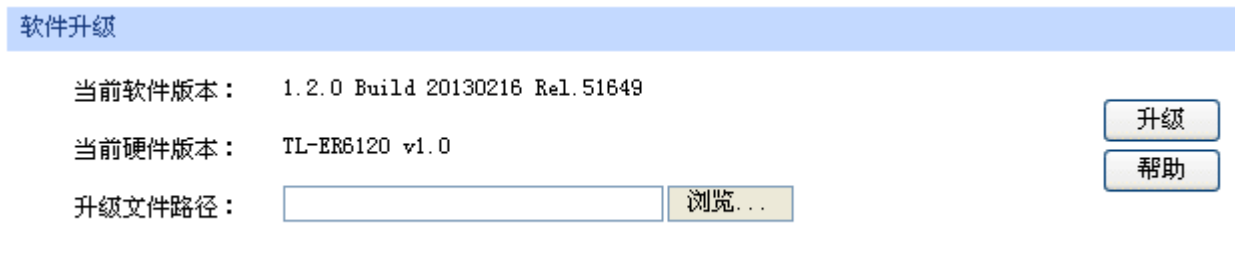 软件升级
当前软件版本： 1.2.0 Build 20130216 Rel.51649
当前硬件版本： TL-ER6120 v1.0
升级文件路径： 浏览...
升级
帮助